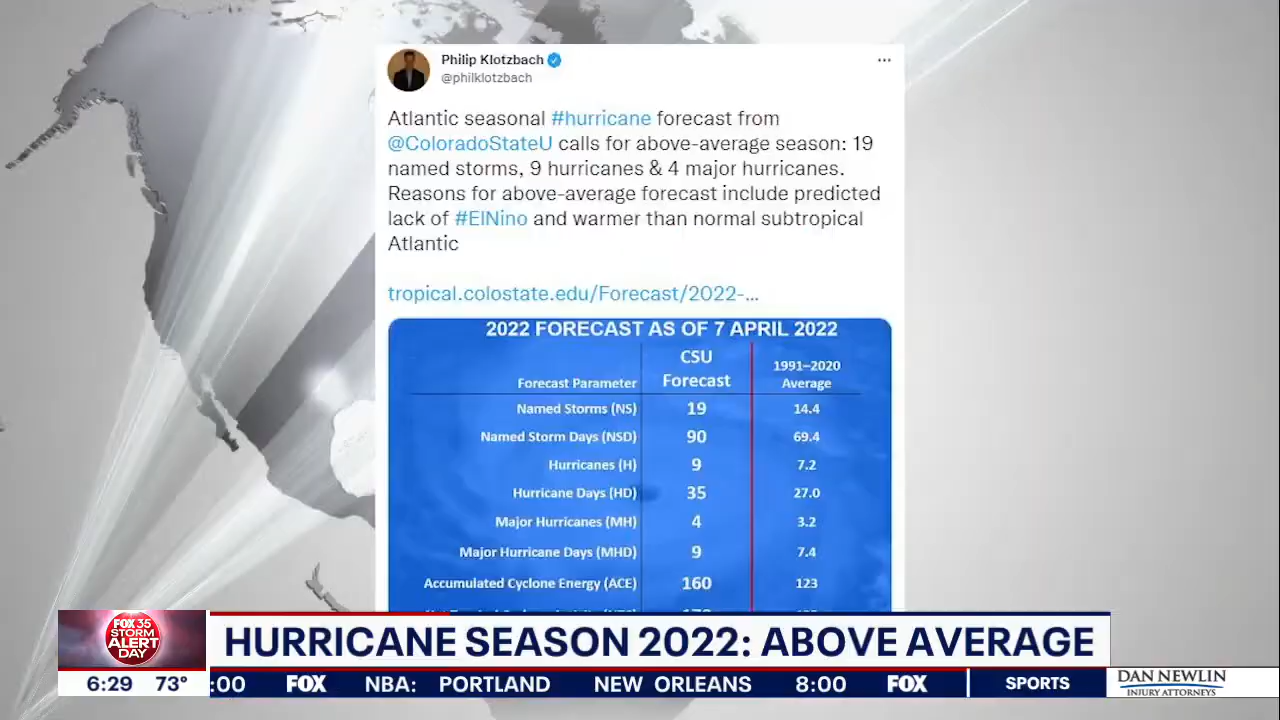 Philip Klotzbach
@philklotzbach
Atlantic seasonal #hurricane forecast from
@ColoradoStateU calls for above-average season: 19
named storms, 9 hurricanes & 4 major hurricanes.
Reasons for above-average forecast include predicted
lack of #ElNino and warmer than normal subtropical
Atlantic
tropical.colostate.edu/Forecast/2022-...
2022 FORECAST AS OF 7 APRIL 2022
Forecast Parameter CSU Forecast 1991–2020 Average
Named Storms (NS) 19 14.4
Named Storm Days (NSD) 90 69.4
Hurricanes (H) 9 7.2
Hurricane Days (HD) 35 27.0
Major Hurricanes (MH) 4 3.2
Major Hurricane Days (MHD) 9 7.4
Accumulated Cyclone Energy (ACE) 160 123
FOX 35
STORM
ALERT
DAY
HURRICANE SEASON 2022: ABOVE AVERAGE
6:29 73° :00 FOX NBA: PORTLAND NEW ORLEANS 8:00 FOX SPORTS
DAN NEWLIN
INJURY ATTORNEYS